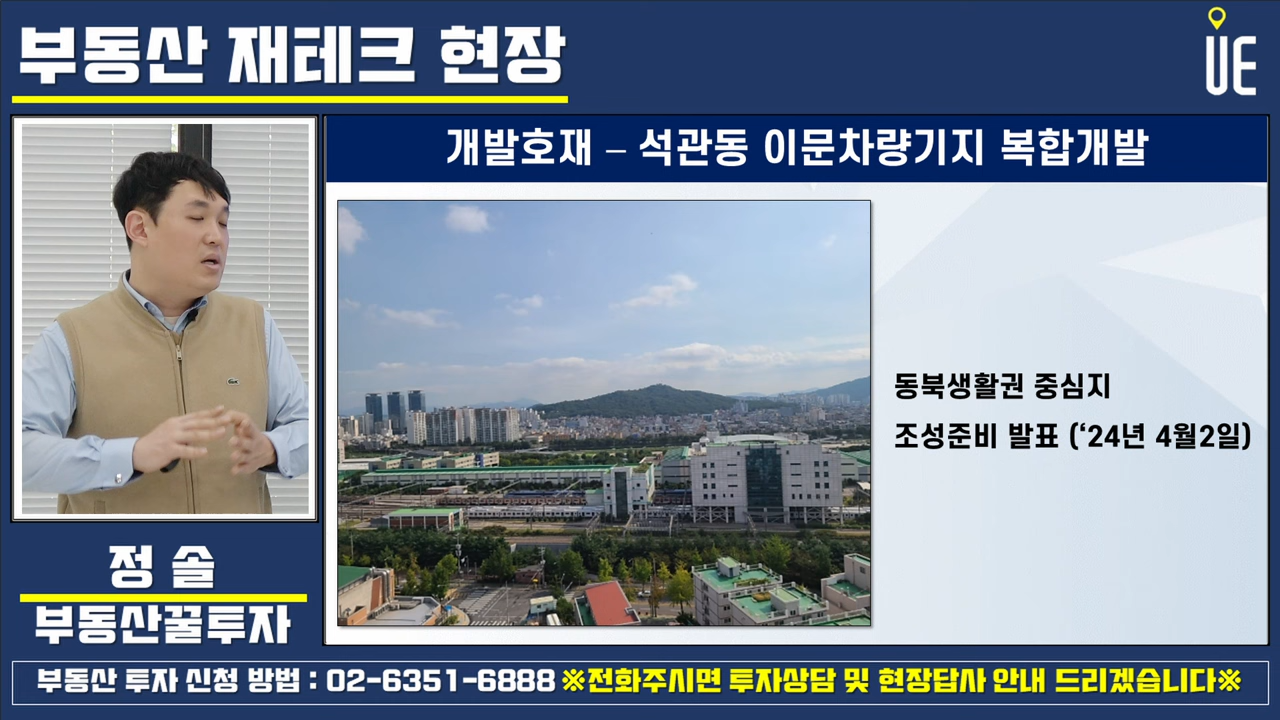 부동산 재테크 현장
UE
개발호재 – 석관동 이문차량기지 복합개발
동북생활권 중심지
조성준비 발표 (‘24년 4월2일)
정 솔
부동산꿀투자
부동산 투자 신청 방법 : 02-6351-6888 ※전화주시면 투자상담 및 현장답사 안내 드리겠습니다※